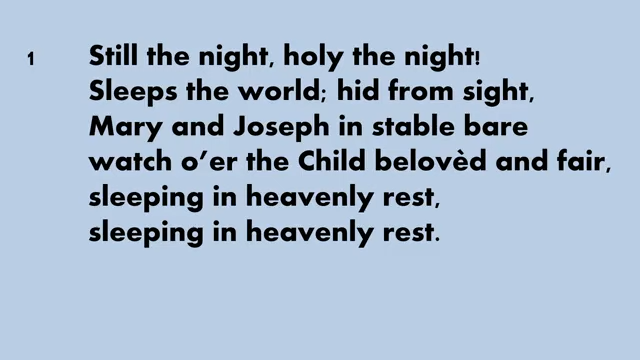 1 Still the night, holy the night!
Sleeps the world; hid from sight,
Mary and Joseph in stable bare
watch o’er the Child belovèd and fair,
sleeping in heavenly rest,
sleeping in heavenly rest.